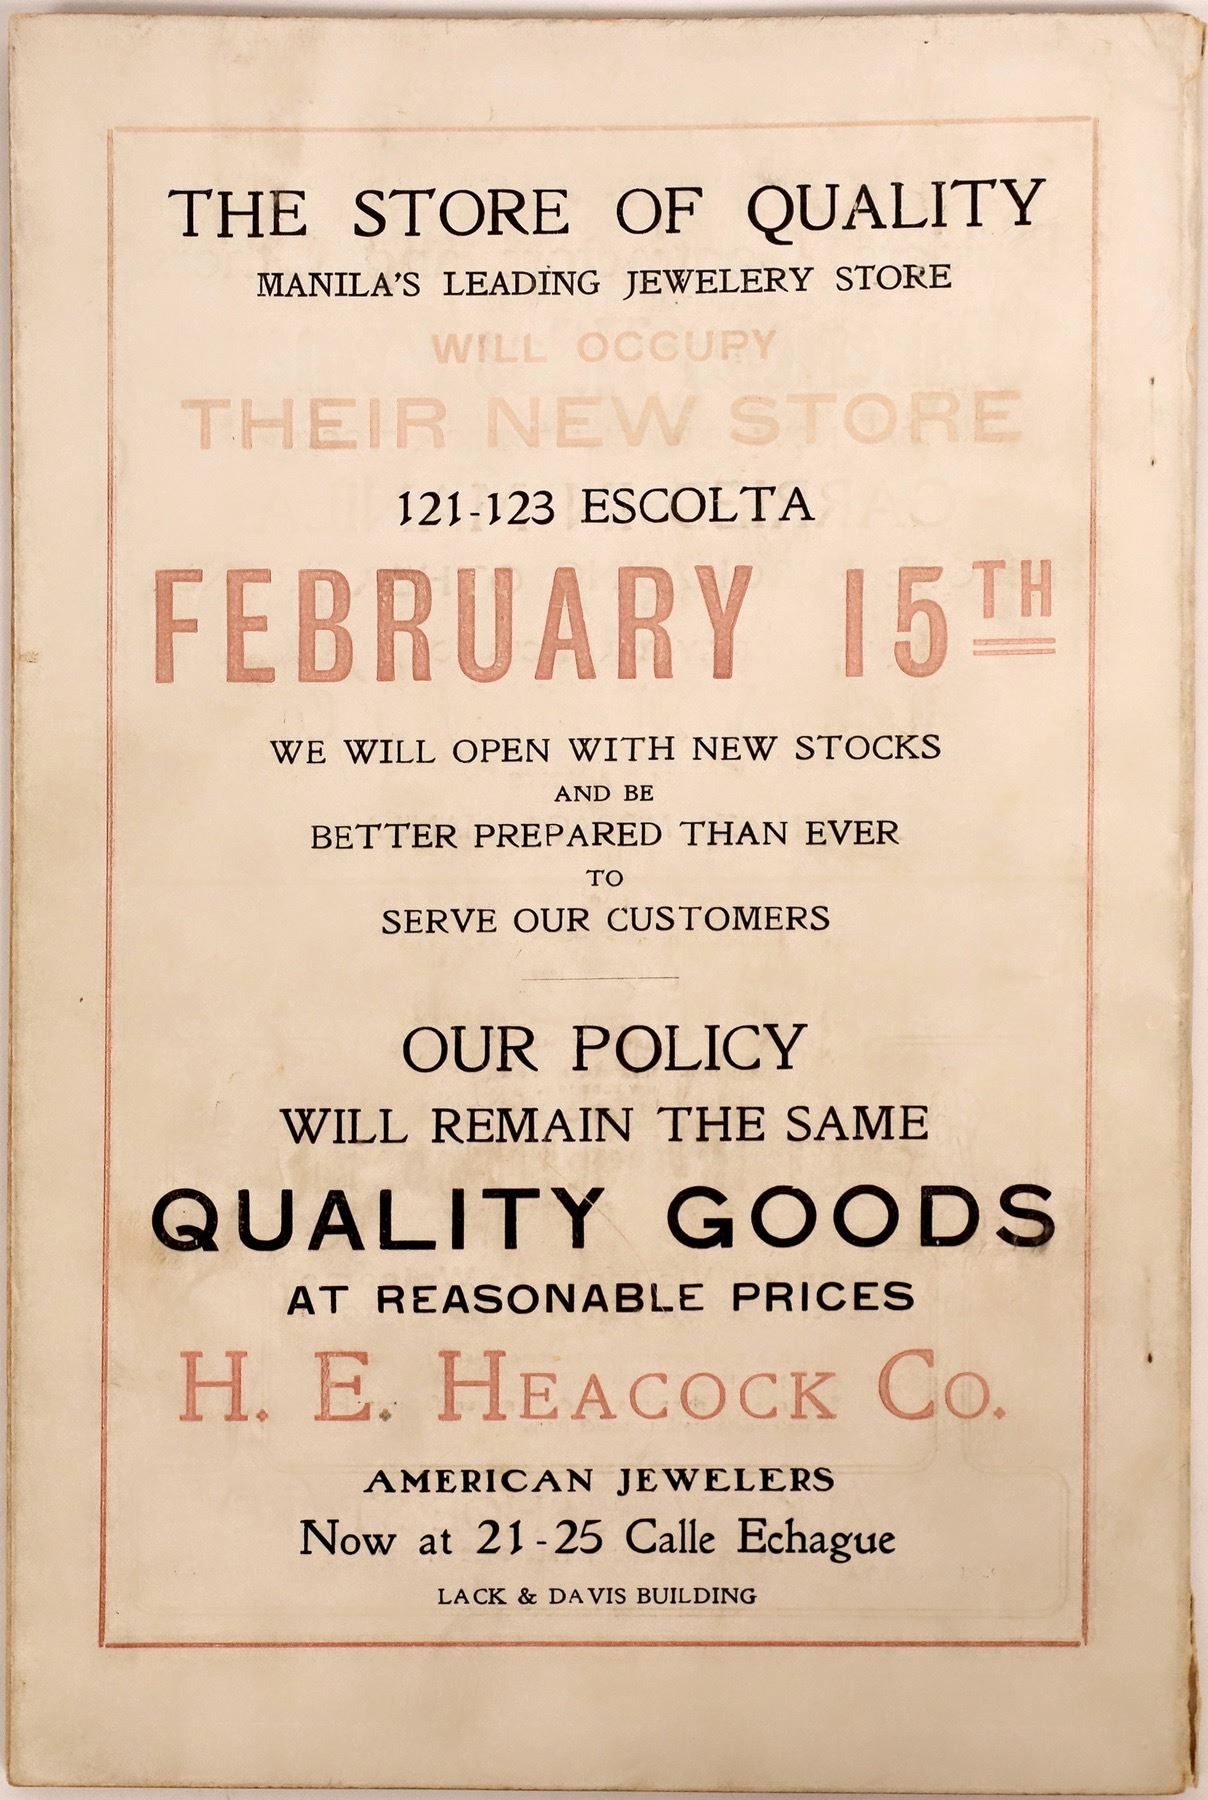 THE STORE OF QUALITY
MANILA'S LEADING JEWELERY STORE
WILL OCCUPY
THEIR NEW STORE
121-123 ESCOLTA
FEBRUARY 15TH
WE WILL OPEN WITH NEW STOCKS
AND BE
BETTER PREPARED THAN EVER
TO
SERVE OUR CUSTOMERS
OUR POLICY
WILL REMAIN THE SAME
QUALITY GOODS
AT REASONABLE PRICES
H. E. HEACOCK CO.
AMERICAN JEWELERS
Now at 21-25 Calle Echague
LACK & DAVIS BUILDING